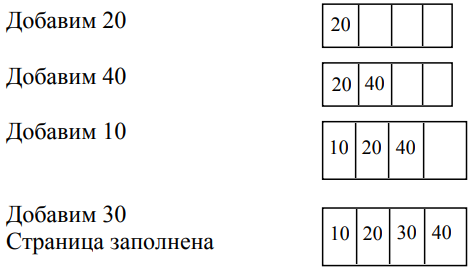 Добавим 20
20
Добавим 40
20 40
Добавим 10
10 20 40
Добавим 30
Страница заполнена
10 20 30 40